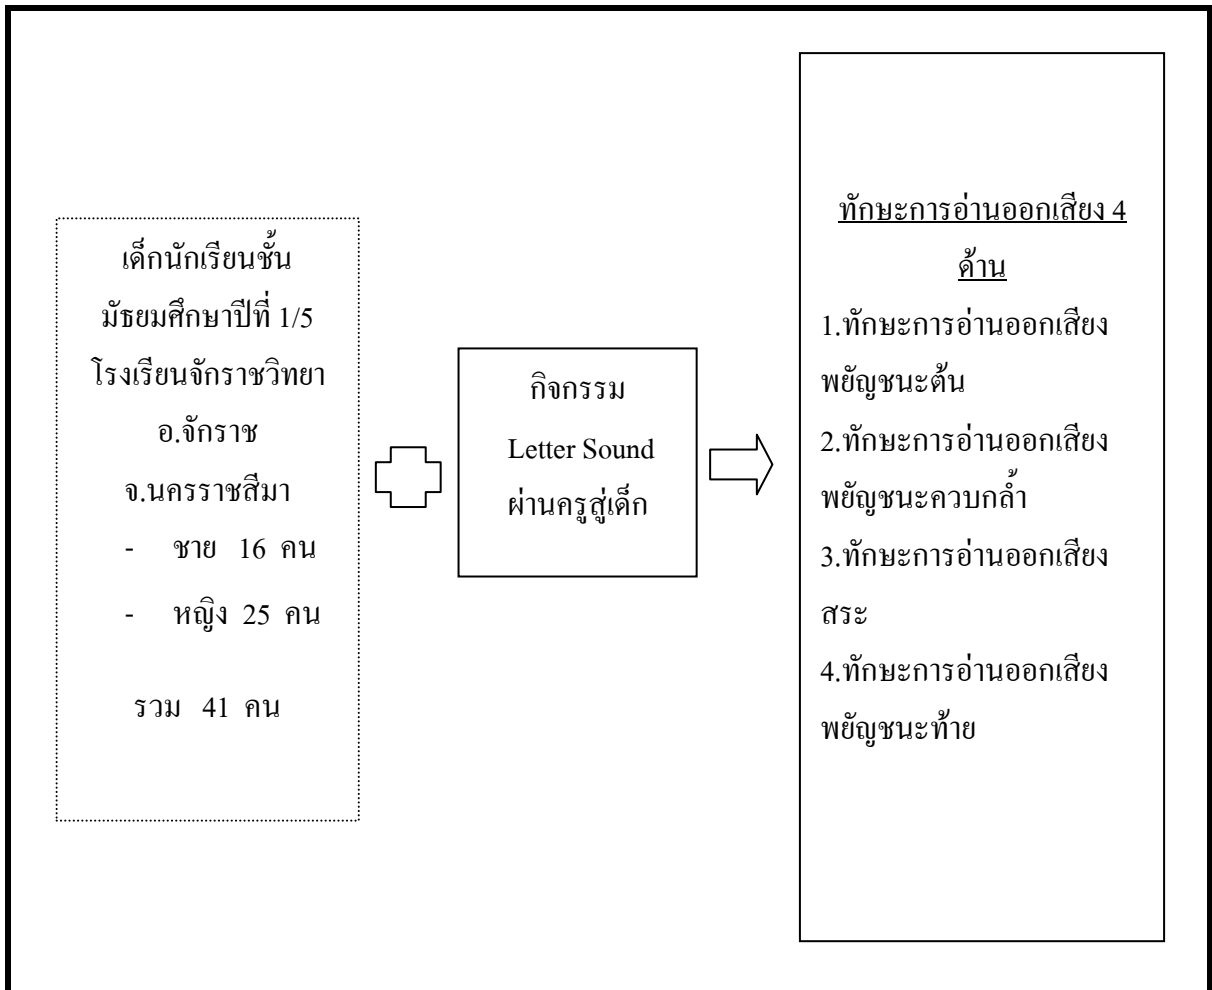 เด็กนักเรียนชั้น
มัธยมศึกษาปีที่ 1/5
โรงเรียนจักราชวิทยา
อ.จักราช
จ.นครราชสีมา
- ชาย 16 คน
- หญิง 25 คน
รวม 41 คน
กิจกรรม
Letter Sound
ผ่านครูสู่เด็ก
ทักษะการอ่านออกเสียง 4
ด้าน
1.ทักษะการอ่านออกเสียง
พยัญชนะต้น
2.ทักษะการอ่านออกเสียง
พยัญชนะควบกล้ำ
3.ทักษะการอ่านออกเสียง
สระ
4.ทักษะการอ่านออกเสียง
พยัญชนะท้าย